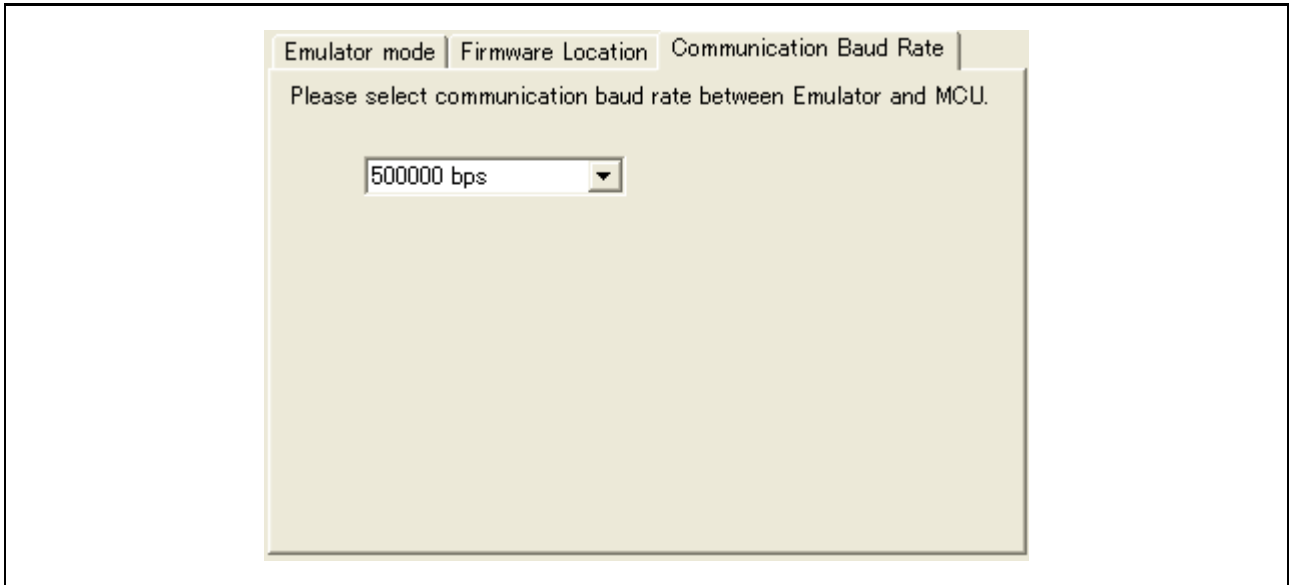 Emulator mode Firmware Location Communication Baud Rate
Please select communication baud rate between Emulator and MCU.
500000 bps